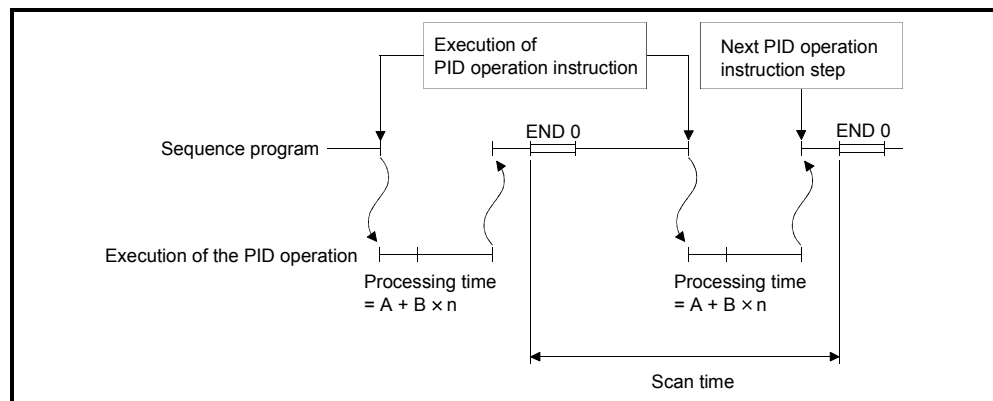 Execution of
PID operation instruction
Next PID operation
instruction step
END 0
END 0
Sequence program
Execution of the PID operation
Processing time
= A + B × n
Processing time
= A + B × n
Scan time